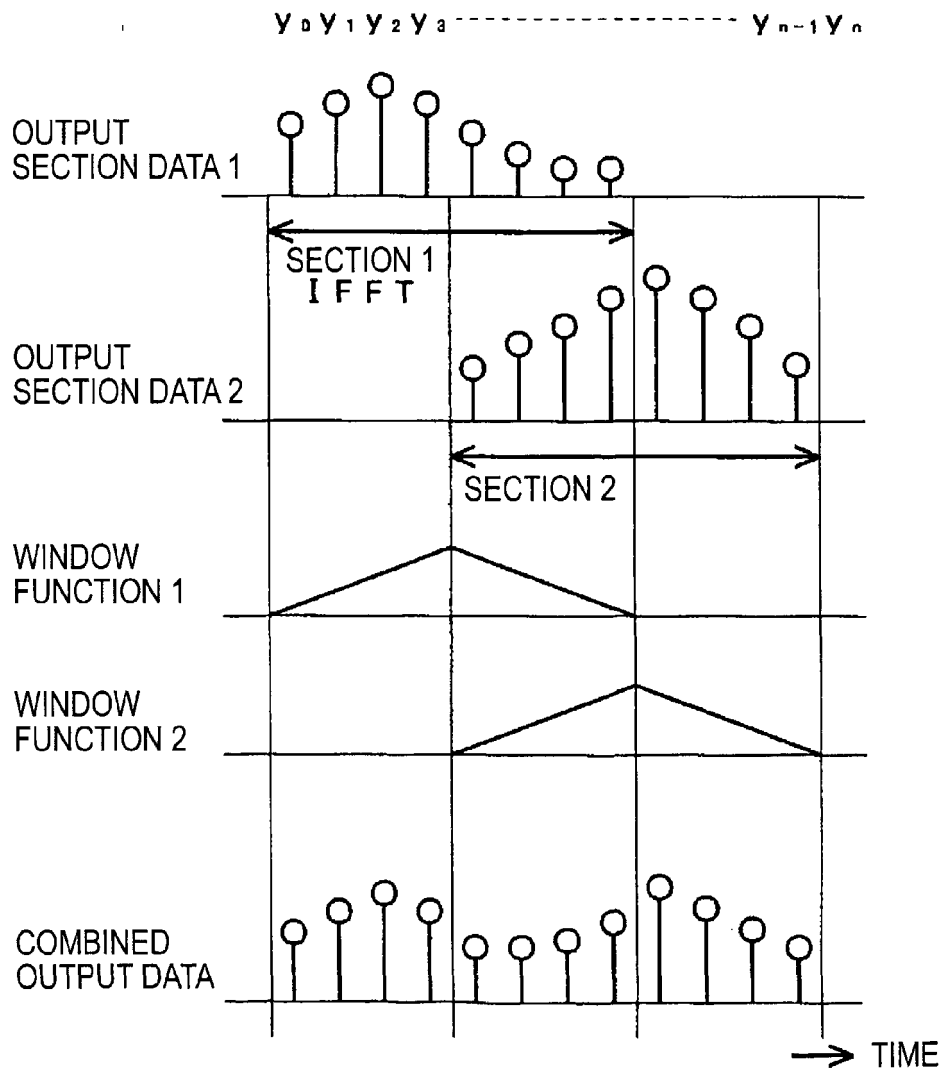 y0 y1 y2 y3 ---------------- yn-1 yn
OUTPUT
SECTION DATA 1
SECTION 1
IFFT
OUTPUT
SECTION DATA 2
SECTION 2
WINDOW
FUNCTION 1
WINDOW
FUNCTION 2
COMBINED
OUTPUT DATA
TIME